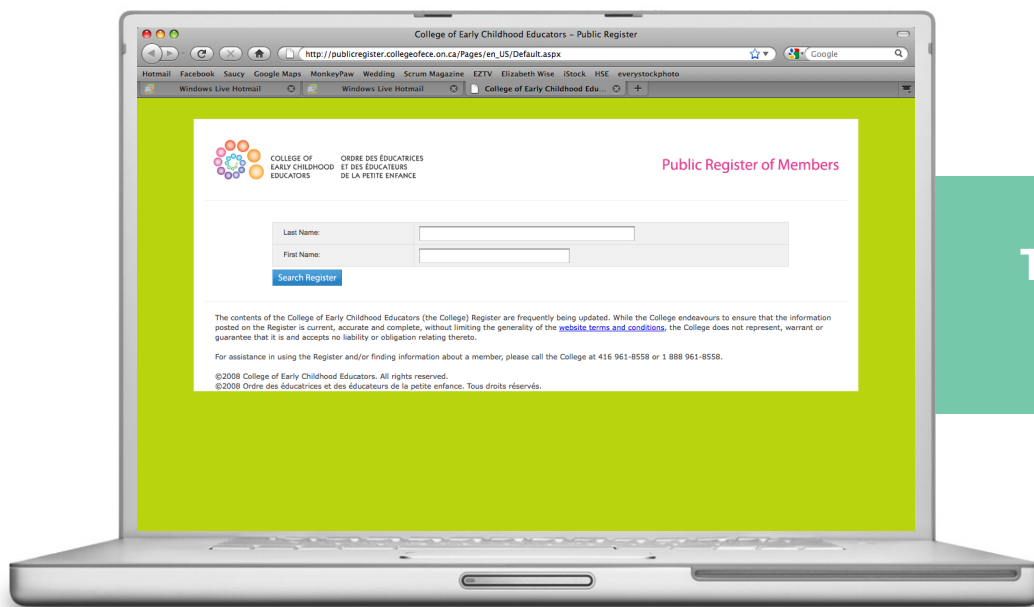 College of Early Childhood Educators – Public Register
http://publicregister.collegeofece.on.ca/Pages/en_US/Default.aspx
Google
Hotmail Facebook Saucy Google Maps MonkeyPaw Wedding Scrum Magazine EZTV Elizabeth Wise iStock HSE everystockphoto
Windows Live Hotmail Windows Live Hotmail College of Early Childhood Edu...
COLLEGE OF
EARLY CHILDHOOD
EDUCATORS
ORDRE DES ÉDUCATRICES
ET DES ÉDUCATEURS
DE LA PETITE ENFANCE
Public Register of Members
Last Name:
First Name:
Search Register
The contents of the College of Early Childhood Educators (the College) Register are frequently being updated. While the College endeavours to ensure that the information
posted on the Register is current, accurate and complete, without limiting the generality of the website terms and conditions, the College does not represent, warrant or
guarantee that it is and accepts no liability or obligation relating thereto.
For assistance in using the Register and/or finding information about a member, please call the College at 416 961-8558 or 1 888 961-8558.
©2008 College of Early Childhood Educators. All rights reserved.
©2008 Ordre des éducatrices et des éducateurs de la petite enfance. Tous droits réservés.